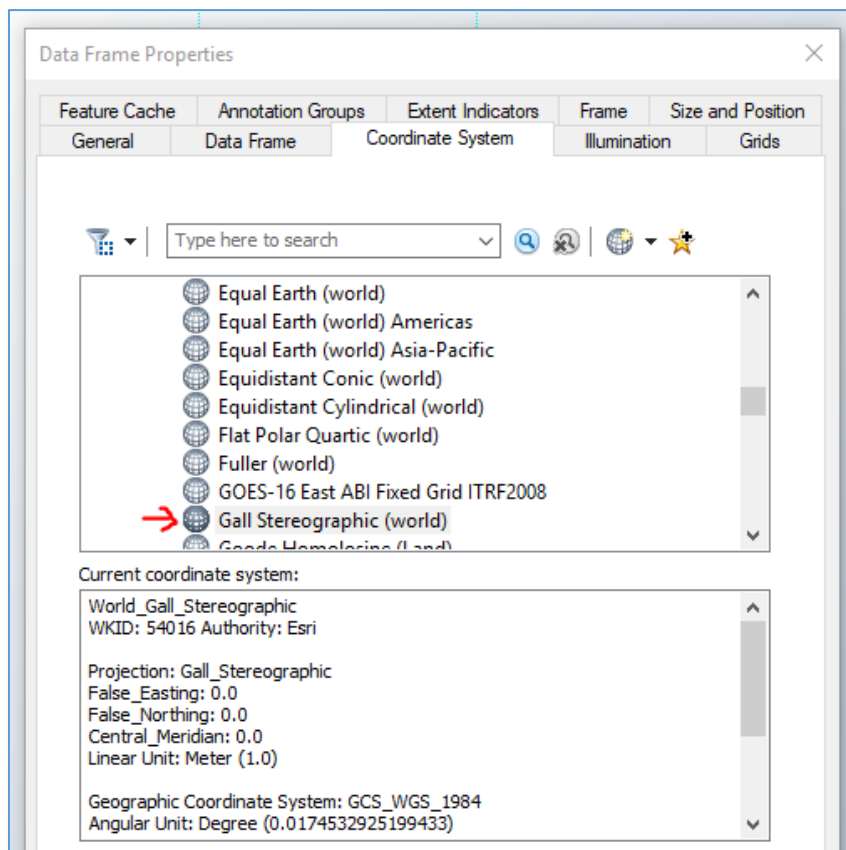 Data Frame Properties
Feature Cache Annotation Groups Extent Indicators Frame Size and Position
General Data Frame Coordinate System Illumination Grids
Type here to search
Equal Earth (world)
Equal Earth (world) Americas
Equal Earth (world) Asia-Pacific
Equidistant Conic (world)
Equidistant Cylindrical (world)
Flat Polar Quartic (world)
Fuller (world)
GOES-16 East ABI Fixed Grid ITRF2008
Gall Stereographic (world)
Goode Homolosine (Land)
Current coordinate system:
World_Gall_Stereographic
WKID: 54016 Authority: Esri
Projection: Gall_Stereographic
False_Easting: 0.0
False_Northing: 0.0
Central_Meridian: 0.0
Linear Unit: Meter (1.0)
Geographic Coordinate System: GCS_WGS_1984
Angular Unit: Degree (0.0174532925199433)